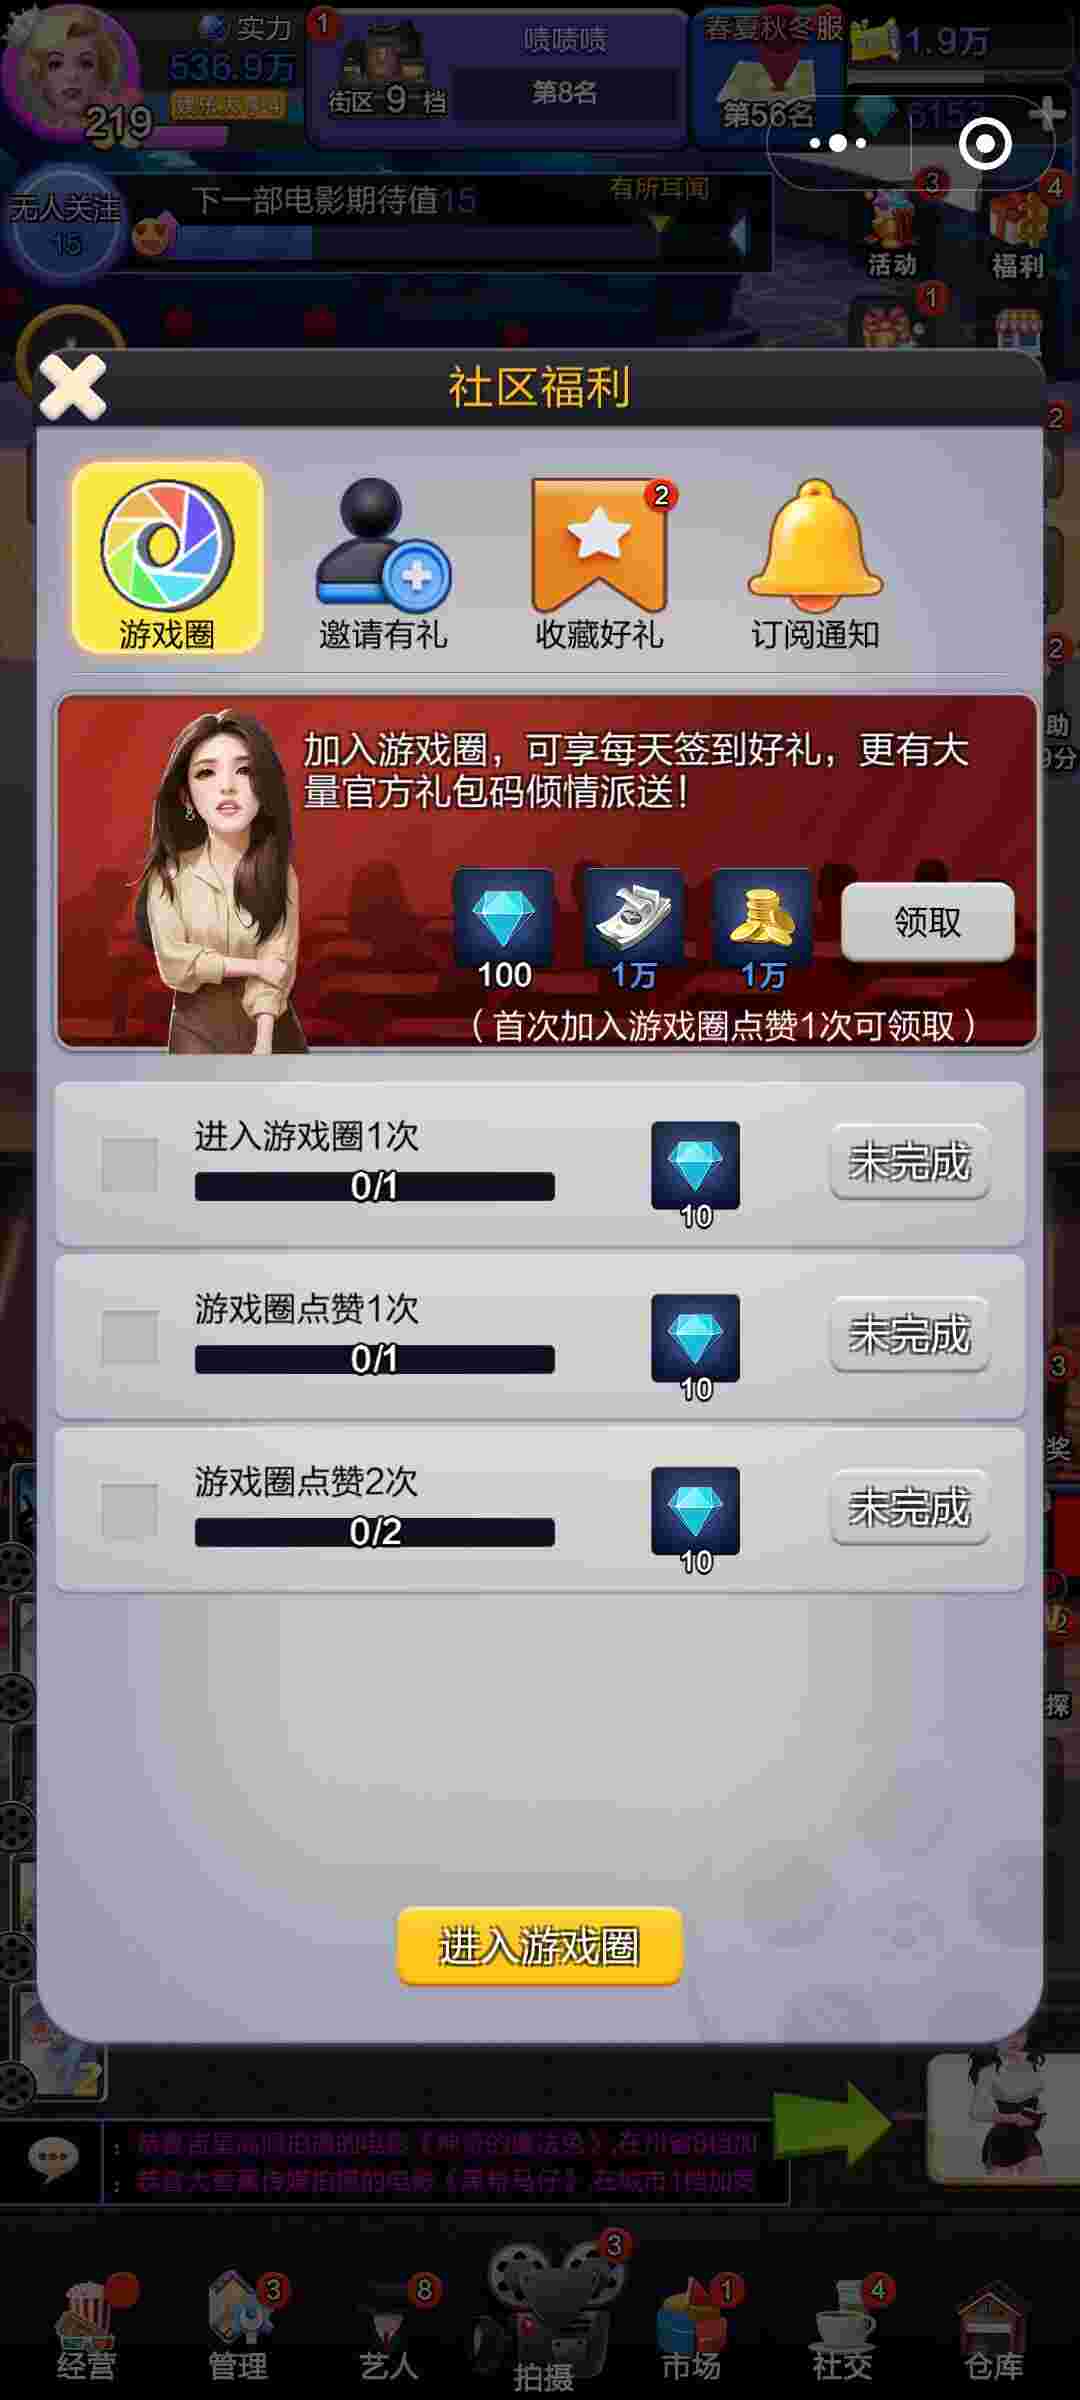 实力
536.9万
219
1
街区 9 档
啧啧啧
第8名
春夏秋冬服
第56名
1.9万
6153
无人关注
15
下一部电影期待值15
有所耳闻
3
活动
4
福利
1
社区福利
2
游戏圈
邀请有礼
2
收藏好礼
订阅通知
2
助
9分
加入游戏圈，可享每天签到好礼，更有大
量官方礼包码倾情派送！
100
1万
1万
领取
（首次加入游戏圈点赞1次可领取）
进入游戏圈1次
0/1
10
未完成
游戏圈点赞1次
0/1
10
未完成
3
奖
游戏圈点赞2次
0/2
10
未完成
探
进入游戏圈
经营
3
管理
8
艺人
3
拍摄
1
市场
4
社交
仓库